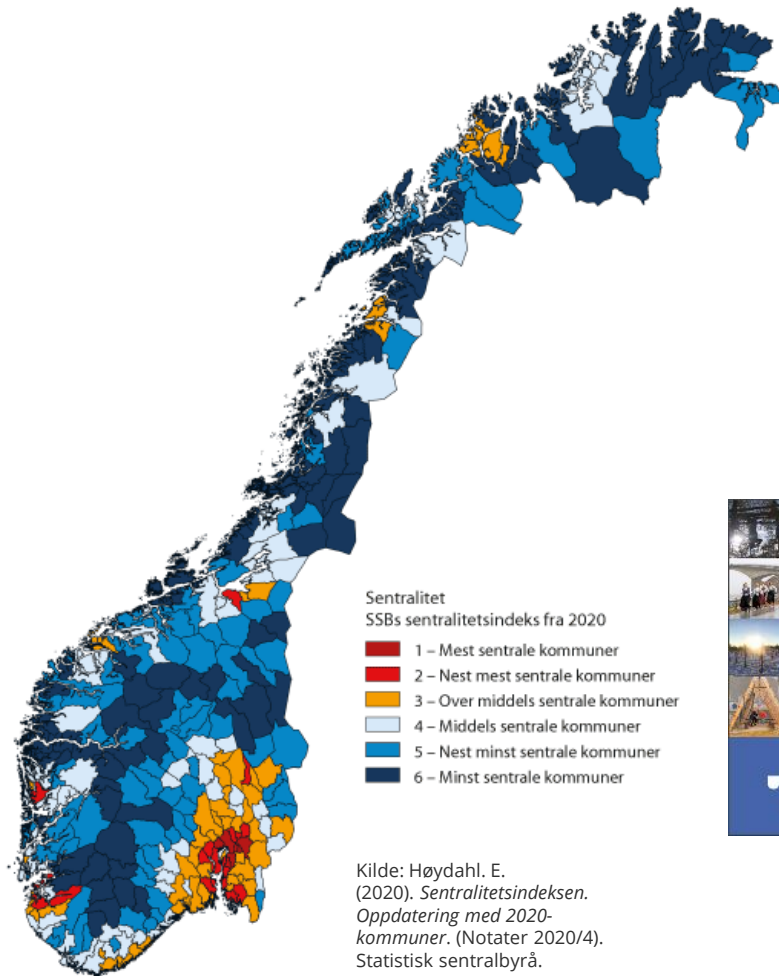 Sentralitet
SSBs sentralitetsindeks fra 2020
1 – Mest sentrale kommuner
2 – Nest mest sentrale kommuner
3 – Over middels sentrale kommuner
4 – Middels sentrale kommuner
5 – Nest minst sentrale kommuner
6 – Minst sentrale kommuner
Kilde: Høydahl. E.
(2020). Sentralitetsindeksen.
Oppdatering med 2020-
kommuner. (Notater 2020/4).
Statistisk sentralbyrå.